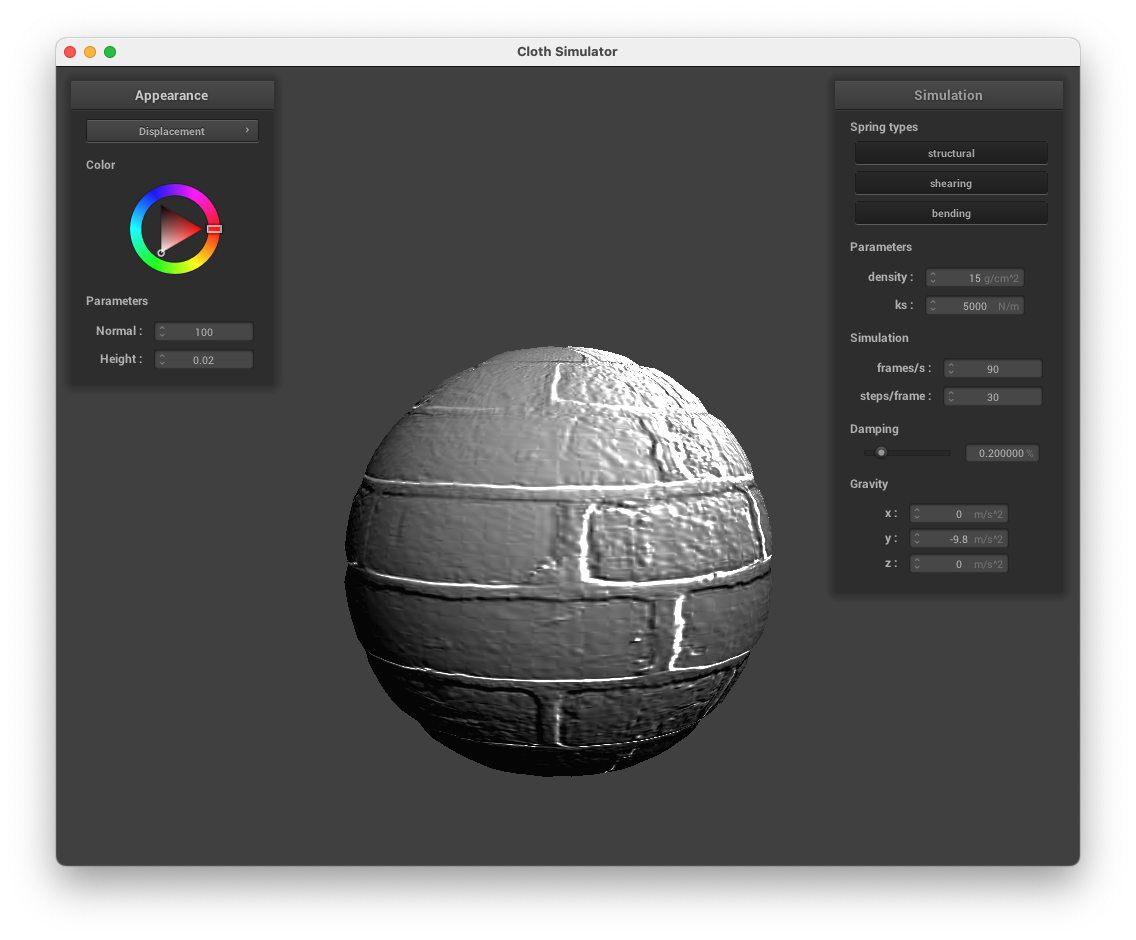 Cloth Simulator
Appearance
Displacement
Color
Parameters
Normal : 100
Height : 0.02
Simulation
Spring types
structural
shearing
bending
Parameters
density : 15 g/cm^2
ks : 5000 N/m
Simulation
frames/s : 90
steps/frame : 30
Damping
0.200000 %
Gravity
x : 0 m/s^2
y : -9.8 m/s^2
z : 0 m/s^2